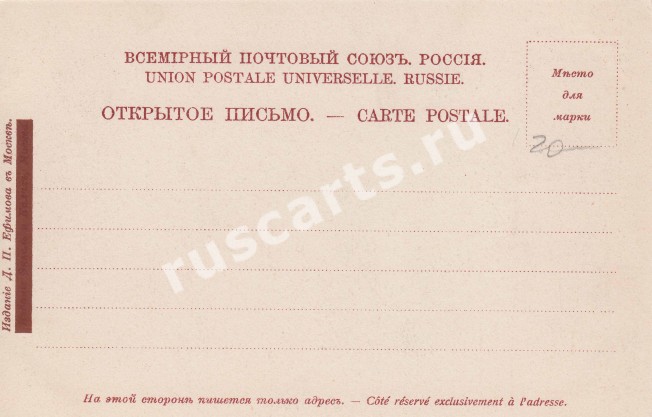 ВСЕМІРНЫЙ ПОЧТОВЫЙ СОЮЗЪ. РОССІЯ.
UNION POSTALE UNIVERSELLE. RUSSIE.
ОТКРЫТОЕ ПИСЬМО. — CARTE POSTALE.
Мѣсто
для
марки
20
Изданіе Д. П. Ефимова въ Москвѣ.
ruscarts.ru
На этой сторонѣ пишется только адресъ. — Côté réservé exclusivement à l'adresse.